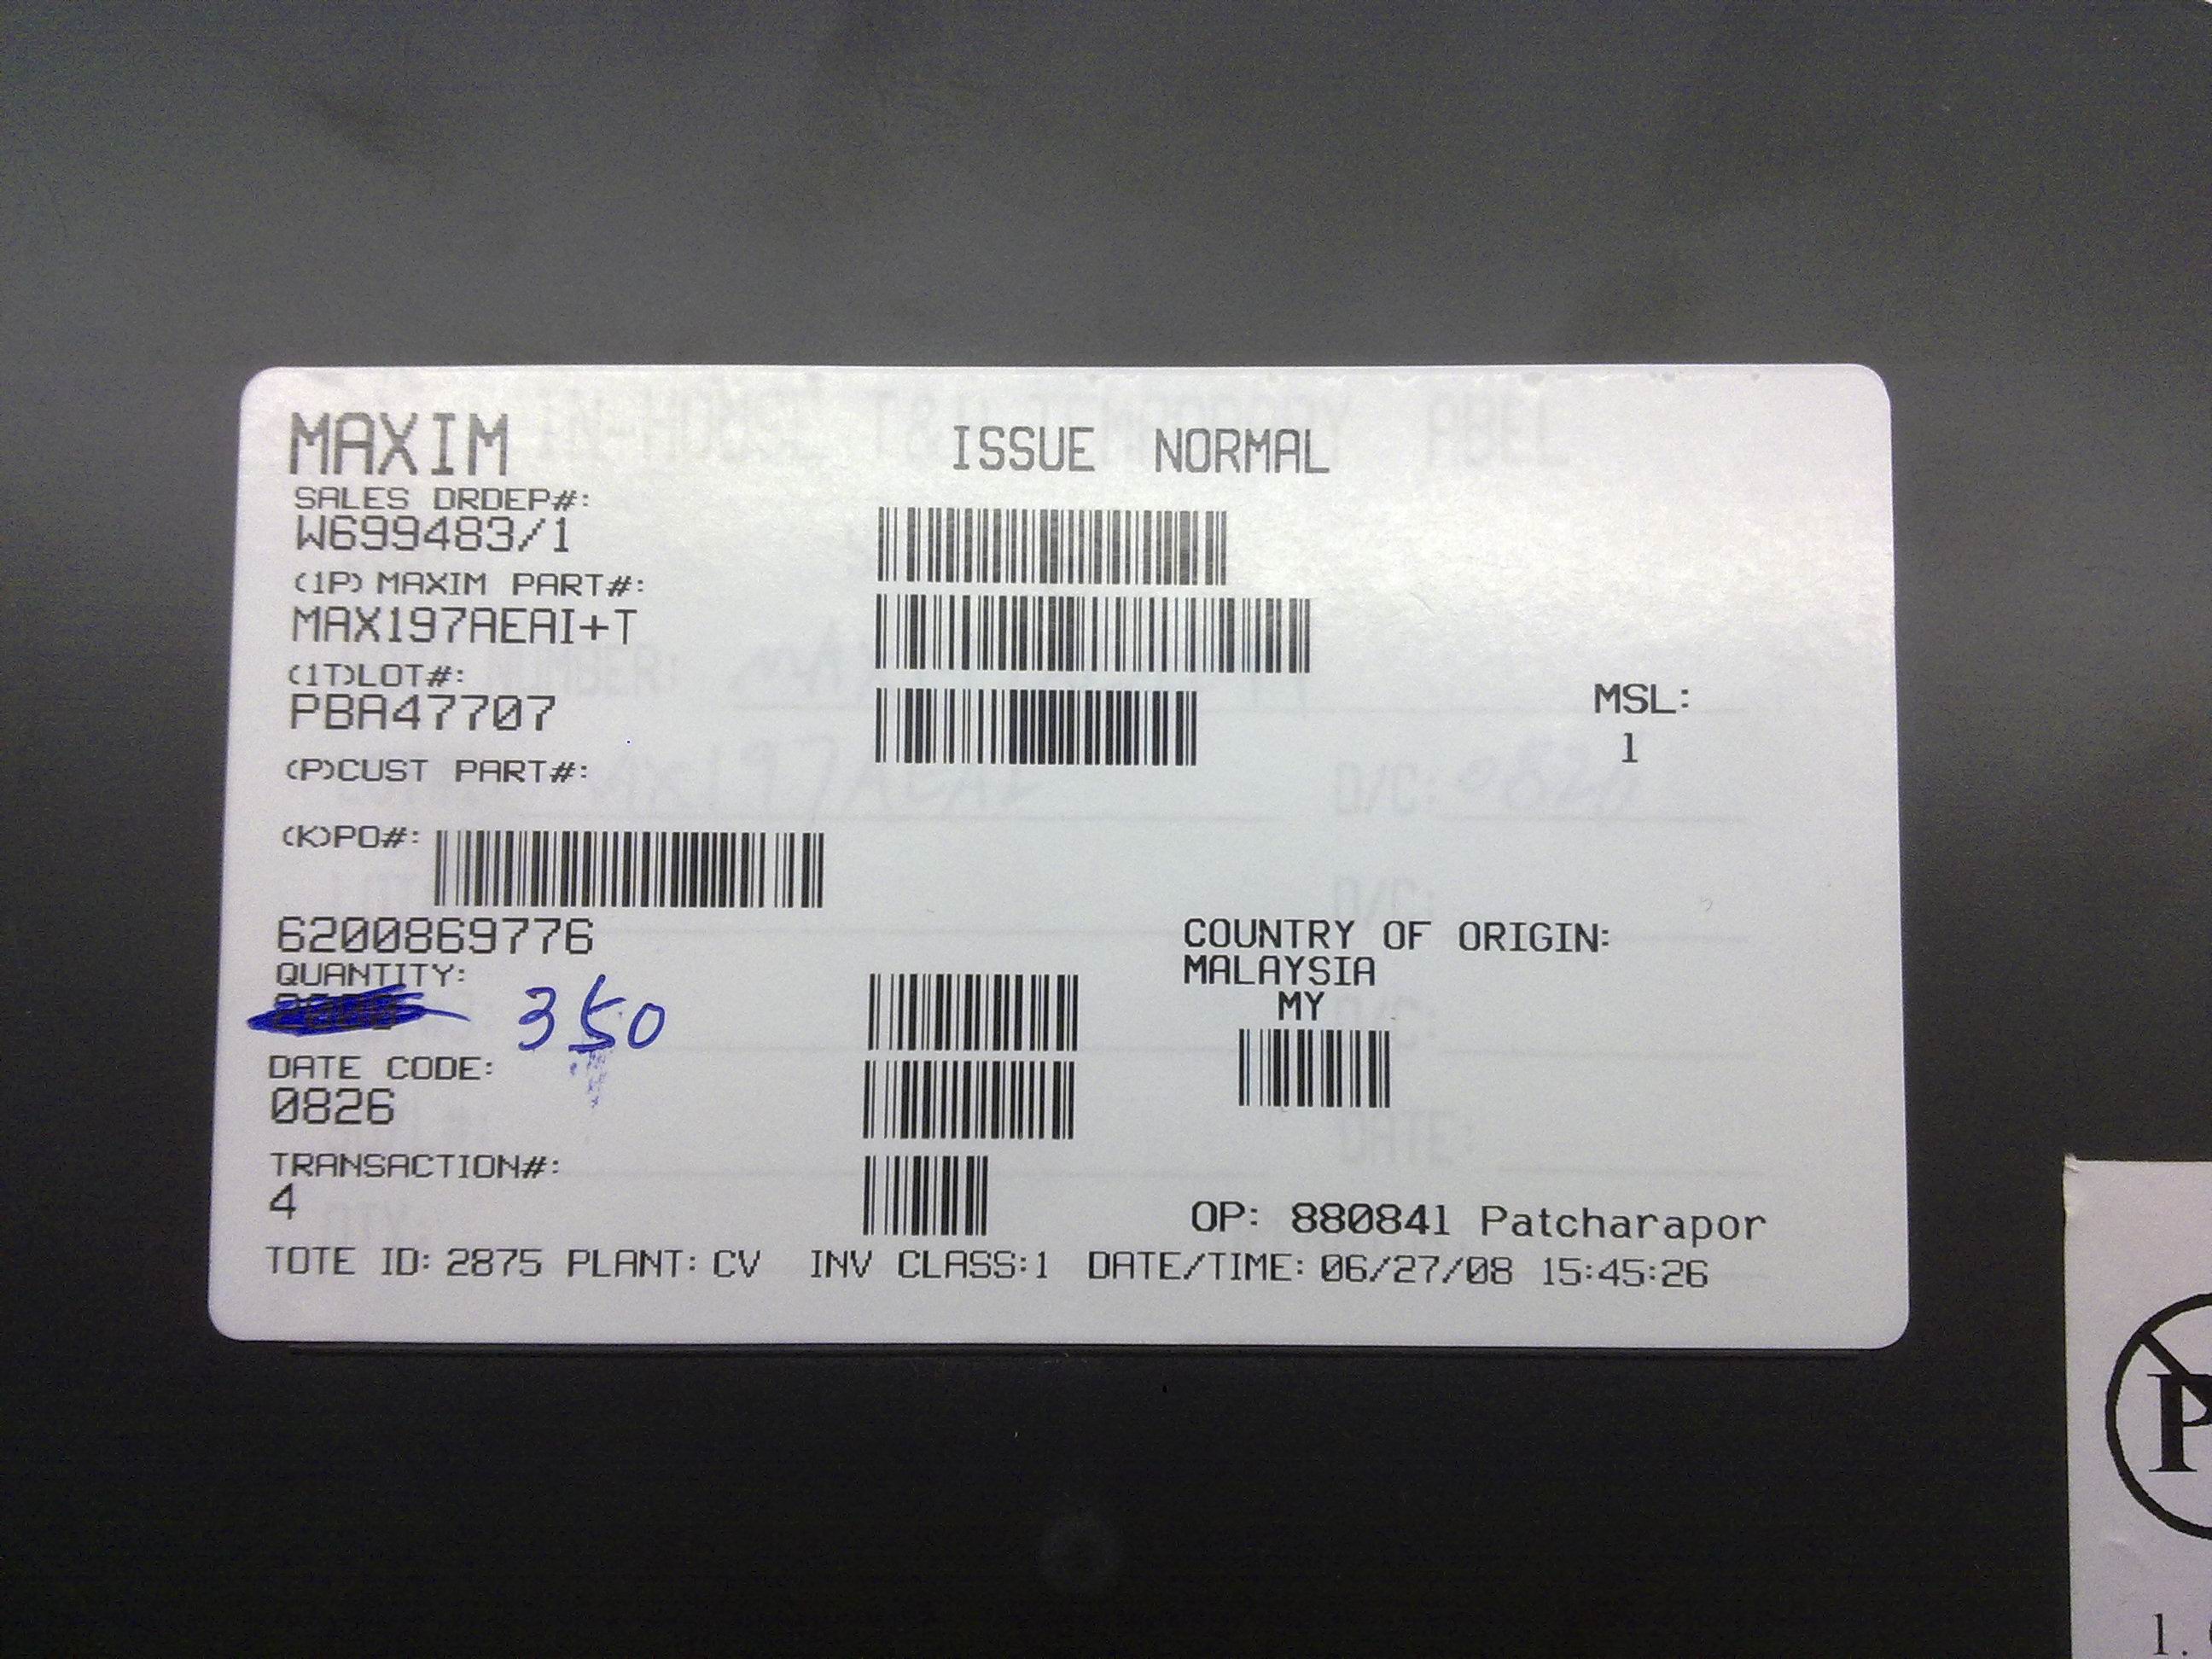 MAXIM
ISSUE NORMAL
SALES DRDEP#:
W699483/1
(1P) MAXIM PART#:
MAX197AEAI+T
(1T)LOT#:
PBA47707
MSL:
1
(P)CUST PART#:
(K)PO#:
6200869776
COUNTRY OF ORIGIN:
MALAYSIA
MY
QUANTITY:
350
DATE CODE:
0826
TRANSACTION#:
4
OP: 880841 Patcharapor
TOTE ID: 2875 PLANT: CV INV CLASS:1 DATE/TIME: 06/27/08 15:45:26
P
1.